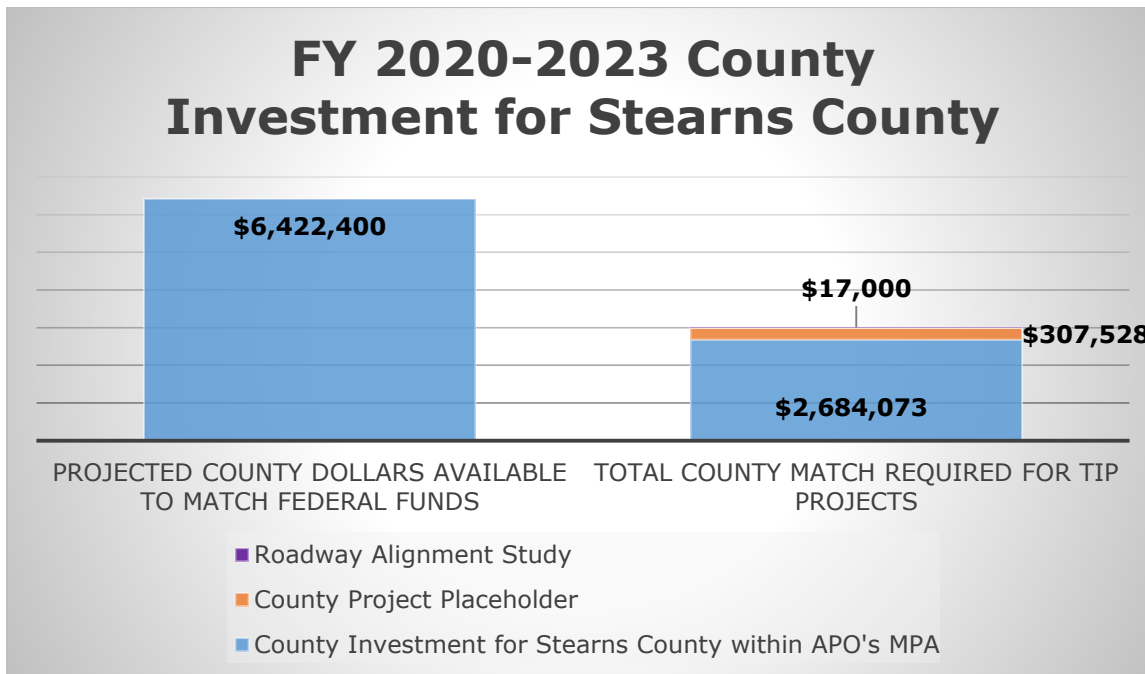 FY 2020-2023 County
Investment for Stearns County
$6,422,400
$17,000
$307,528
$2,684,073
PROJECTED COUNTY DOLLARS AVAILABLE
TO MATCH FEDERAL FUNDS
TOTAL COUNTY MATCH REQUIRED FOR TIP
PROJECTS
Roadway Alignment Study
County Project Placeholder
County Investment for Stearns County within APO's MPA